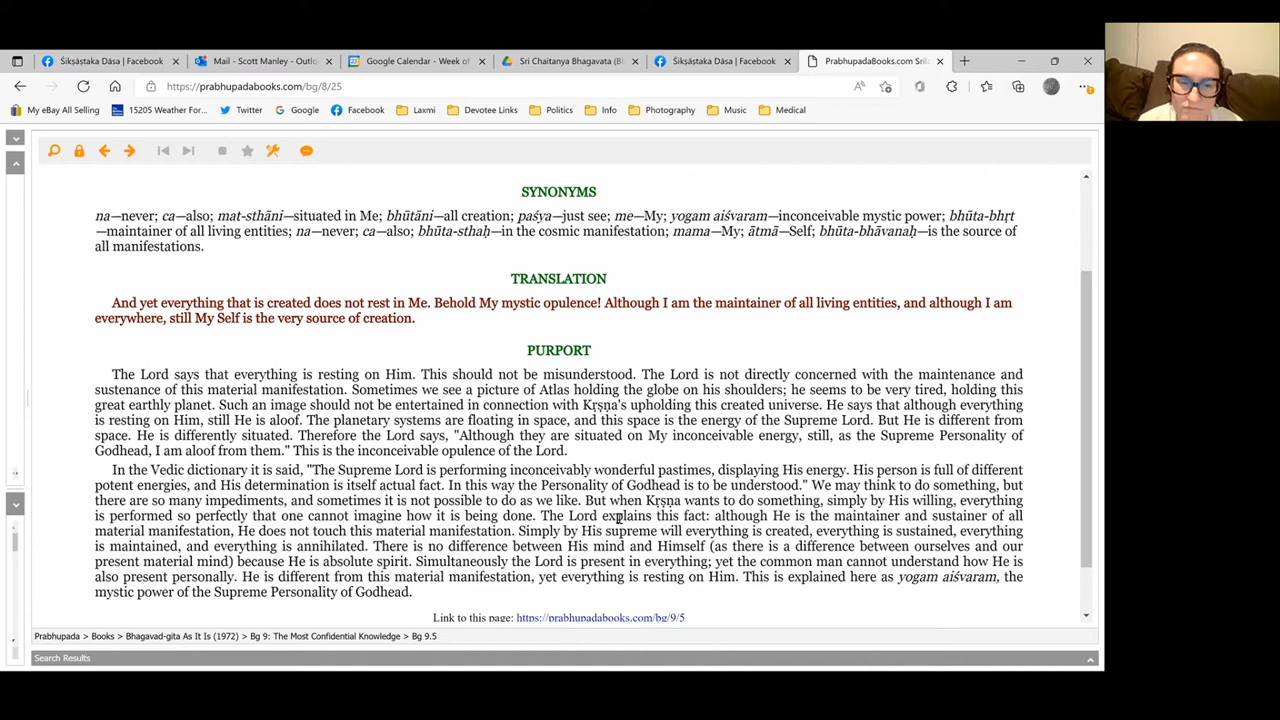 Śikṣāstaka Dāsa | Facebook
Mail - Scott Manley - Outlo
Google Calendar - Week of
Sri Chaitanya Bhagavata (B
Śikṣāstaka Dāsa | Facebook
PrabhupadaBooks.com Sril
https://prabhupadabooks.com/bg/8/25
My eBay All Selling
15205 Weather For...
Twitter
Google
Facebook
Laxmi
Devotee Links
Politics
Info
Photography
Music
Medical
SYNONYMS
na—never; ca—also; mat-sthāni—situated in Me; bhūtāni—all creation; paśya—just see; me—My; yogam aiśvaram—inconceivable mystic power; bhūta-bhṛt
—maintainer of all living entities; na—never; ca—also; bhūta-sthaḥ—in the cosmic manifestation; mama—My; ātmā—Self; bhūta-bhāvanaḥ—is the source of
all manifestations.
TRANSLATION
And yet everything that is created does not rest in Me. Behold My mystic opulence! Although I am the maintainer of all living entities, and although I am
everywhere, still My Self is the very source of creation.
PURPORT
The Lord says that everything is resting on Him. This should not be misunderstood. The Lord is not directly concerned with the maintenance and
sustenance of this material manifestation. Sometimes we see a picture of Atlas holding the globe on his shoulders; he seems to be very tired, holding this
great earthly planet. Such an image should not be entertained in connection with Kṛṣṇa's upholding this created universe. He says that although everything
is resting on Him, still He is aloof. The planetary systems are floating in space, and this space is the energy of the Supreme Lord. But He is different from
space. He is differently situated. Therefore the Lord says, "Although they are situated on My inconceivable energy, still, as the Supreme Personality of
Godhead, I am aloof from them." This is the inconceivable opulence of the Lord.
In the Vedic dictionary it is said, "The Supreme Lord is performing inconceivably wonderful pastimes, displaying His energy. His person is full of different
potent energies, and His determination is itself actual fact. In this way the Personality of Godhead is to be understood." We may think to do something, but
there are so many impediments, and sometimes it is not possible to do as we like. But when Kṛṣṇa wants to do something, simply by His willing, everything
is performed so perfectly that one cannot imagine how it is being done. The Lord explains this fact: although He is the maintainer and sustainer of all
material manifestation, He does not touch this material manifestation. Simply by His supreme will everything is created, everything is sustained, everything
is maintained, and everything is annihilated. There is no difference between His mind and Himself (as there is a difference between ourselves and our
present material mind) because He is absolute spirit. Simultaneously the Lord is present in everything; yet the common man cannot understand how He is
also present personally. He is different from this material manifestation, yet everything is resting on Him. This is explained here as yogam aiśvaram, the
mystic power of the Supreme Personality of Godhead.
Link to this page: https://prabhupadabooks.com/bg/9/5
Prabhupada > Books > Bhagavad-gita As It Is (1972) > Bg 9: The Most Confidential Knowledge > Bg 9.5
Search Results